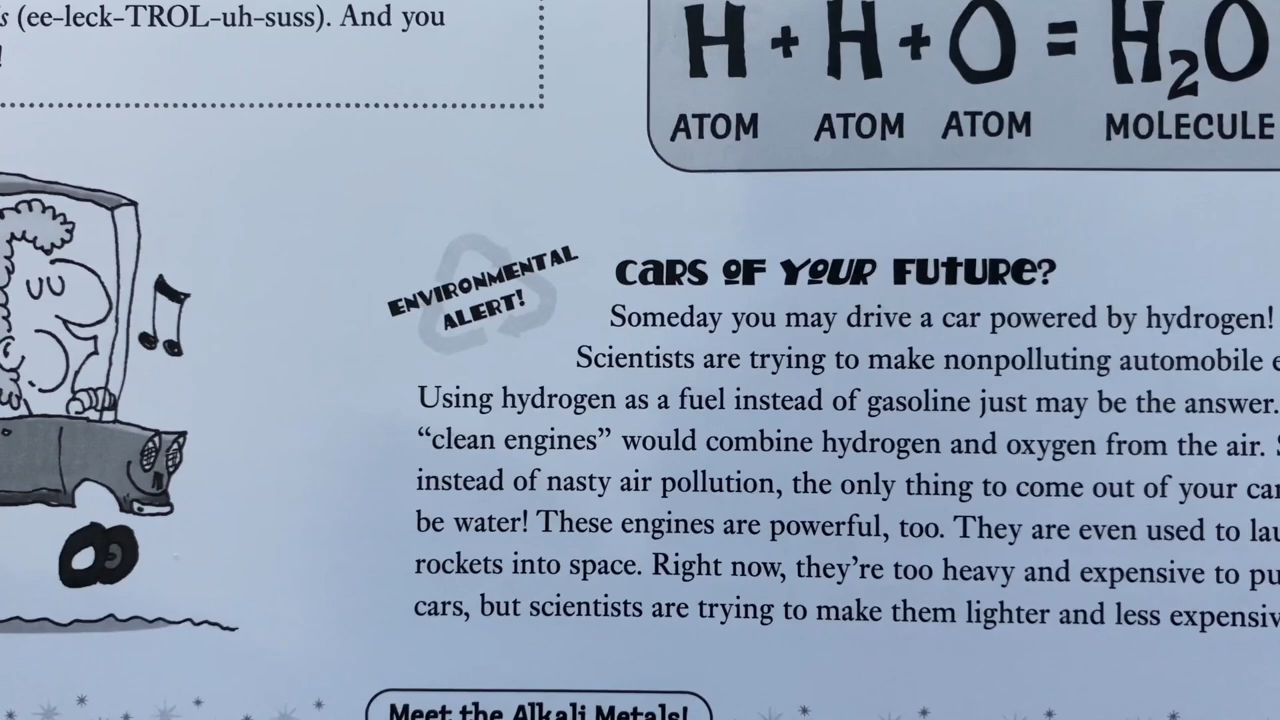 s (ee-leck-TROL-uh-suss). And you
!
H + H + O = H₂O
ATOM ATOM ATOM MOLECULE
ENVIRONMENTAL
ALERT!
CARS OF YOUR FUTURE?
Someday you may drive a car powered by hydrogen!
Scientists are trying to make nonpolluting automobile e
Using hydrogen as a fuel instead of gasoline just may be the answer.
“clean engines” would combine hydrogen and oxygen from the air. S
instead of nasty air pollution, the only thing to come out of your car
be water! These engines are powerful, too. They are even used to lau
rockets into space. Right now, they’re too heavy and expensive to pu
cars, but scientists are trying to make them lighter and less expensiv
Meet the Alkali Metals!